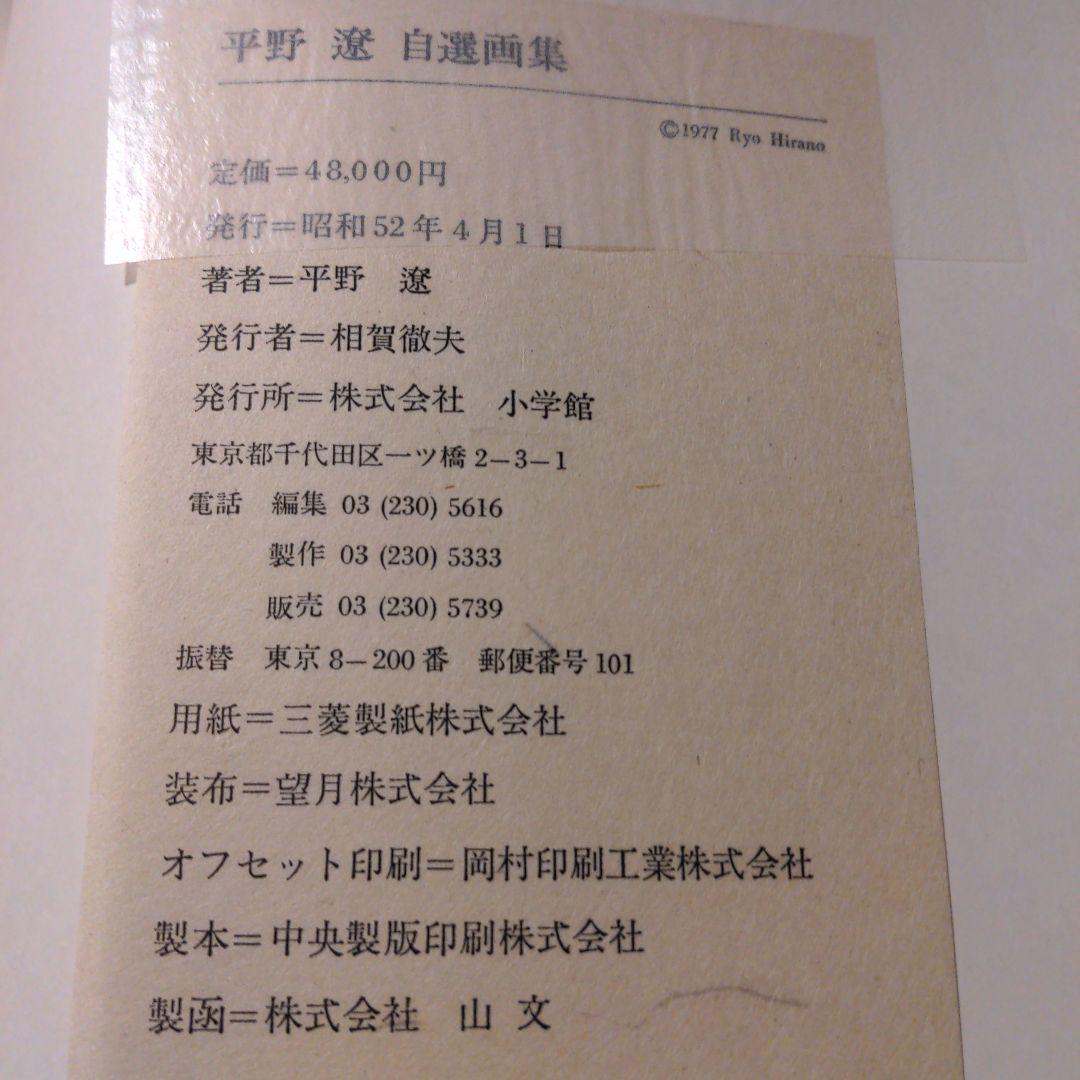 平野 遼 自選画集
©1977 Ryo Hirano
定価=48,000円
発行=昭和52年4月1日
著者=平野 遼
発行者=相賀徹夫
発行所=株式会社 小学館
東京都千代田区一ツ橋2-3-1
電話 編集 03 (230) 5616
製作 03 (230) 5333
販売 03 (230) 5739
振替 東京8-200番 郵便番号101
用紙=三菱製紙株式会社
装布=望月株式会社
オフセット印刷=岡村印刷工業株式会社
製本=中央製版印刷株式会社
製函=株式会社 山文